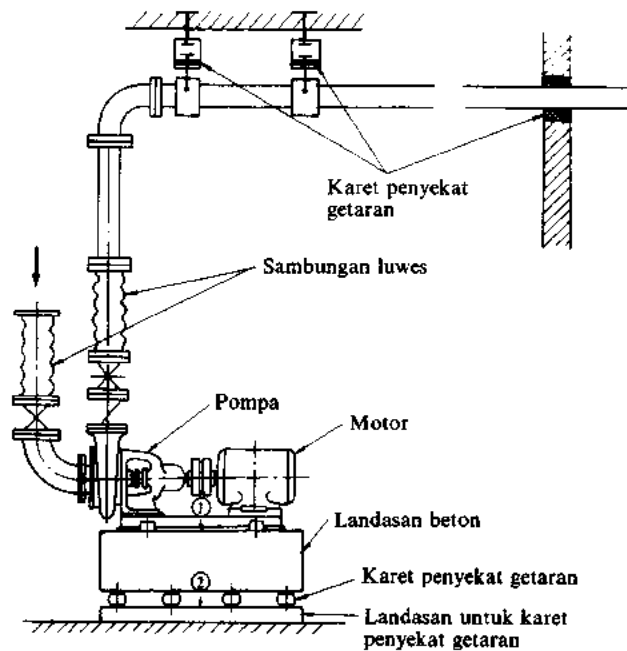 Karet penyekat
getaran
Sambungan luwes
Pompa
Motor
1
Landasan beton
2
Karet penyekat getaran
Landasan untuk karet
penyekat getaran